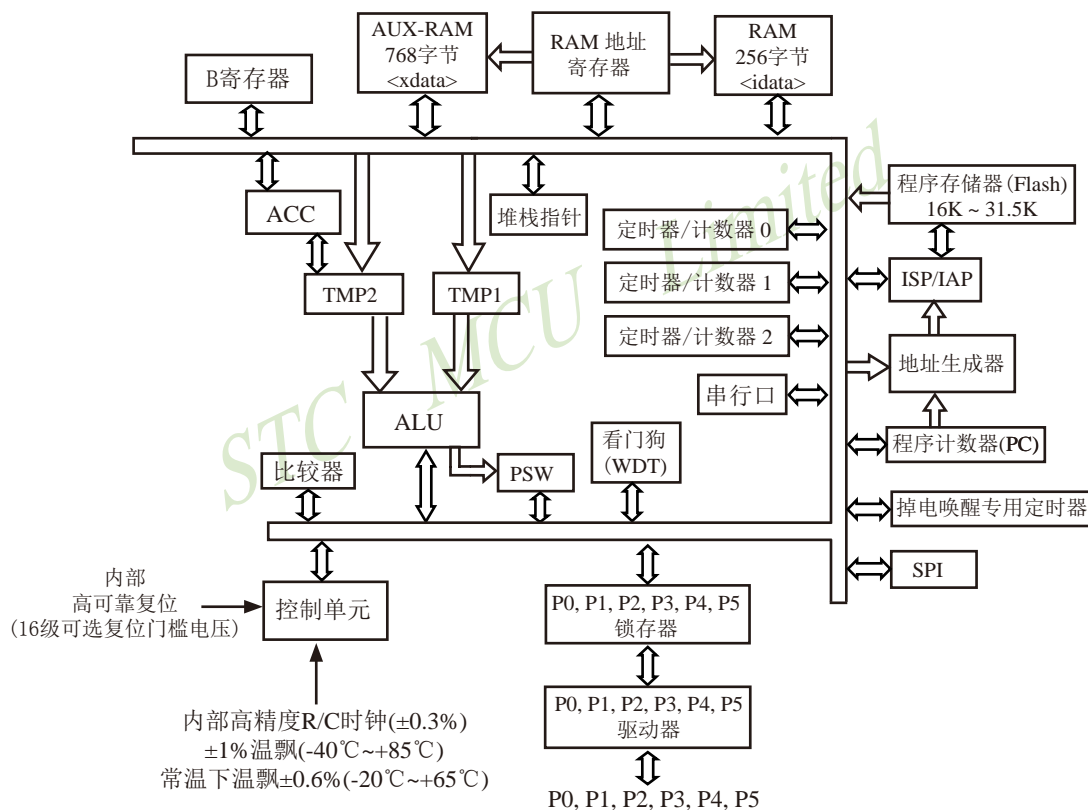 AUX-RAM
768字节
<xdata>
RAM 地址
寄存器
RAM
256字节
<idata>
B寄存器
ACC
堆栈指针
程序存储器(Flash)
16K ~ 31.5K
定时器/计数器 0
定时器/计数器 1
定时器/计数器 2
ISP/IAP
TMP2
TMP1
地址生成器
串行口
ALU
程序计数器(PC)
比较器
PSW
看门狗
(WDT)
掉电唤醒专用定时器
SPI
内部
高可靠复位
(16级可选复位门槛电压)
控制单元
P0, P1, P2, P3, P4, P5
锁存器
P0, P1, P2, P3, P4, P5
驱动器
P0, P1, P2, P3, P4, P5
内部高精度R/C时钟(±0.3%)
±1%温飘(-40℃~+85℃)
常温下温飘±0.6%(-20℃~+65℃)
STC MCU Limited